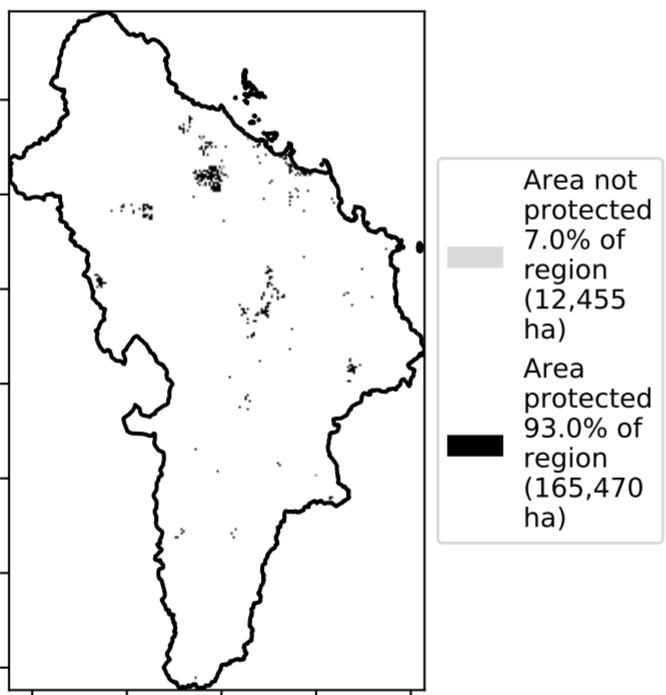 Area not
protected
7.0% of
region
(12,455
ha)
Area
protected
93.0% of
region
(165,470
ha)